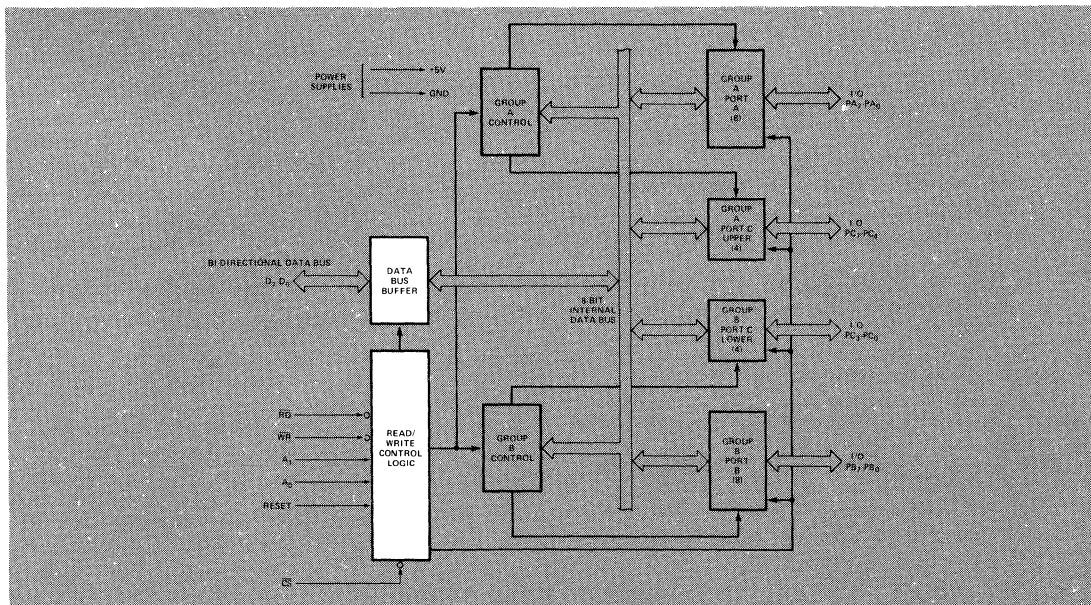 POWER
SUPPLIES
+5V
GND
GROUP
A
CONTROL
GROUP
A
PORT
A
(8)
I/O
PA7-PA0
GROUP
A
PORT C
UPPER
(4)
I/O
BI-DIRECTIONAL DATA BUS
D7-D0
DATA
BUS
BUFFER
8-BIT
INTERNAL
DATA BUS
GROUP
B
PORT C
LOWER
(4)
I/O
PC3-PC0
RD
WR
A1
A0
RESET
CS
READ/
WRITE
CONTROL
LOGIC
GROUP
B
CONTROL
GROUP
B
PORT
B
(8)
I/O
PB7-PB0